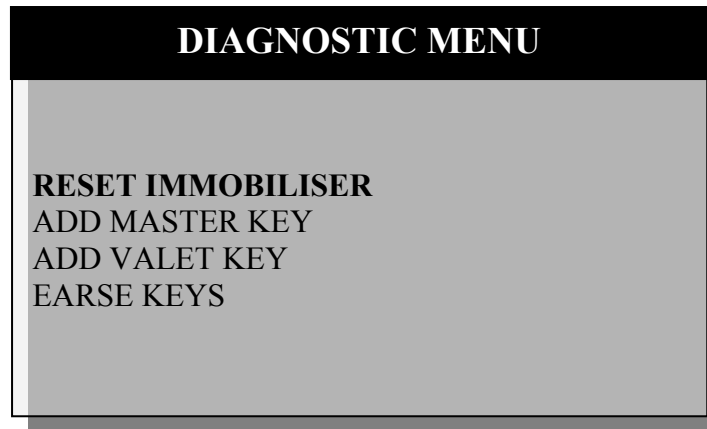 DIAGNOSTIC MENU
RESET IMMOBILISER
ADD MASTER KEY
ADD VALET KEY
EARSE KEYS